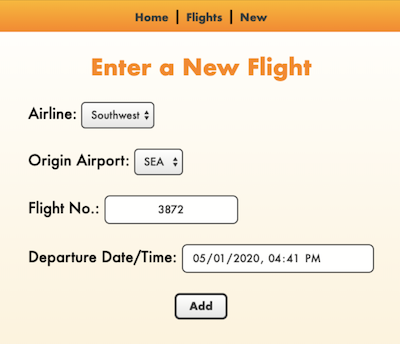 Home | Flights | New
Enter a New Flight
Airline: Southwest
Origin Airport: SEA
Flight No.: 3872
Departure Date/Time: 05/01/2020, 04:41 PM
Add